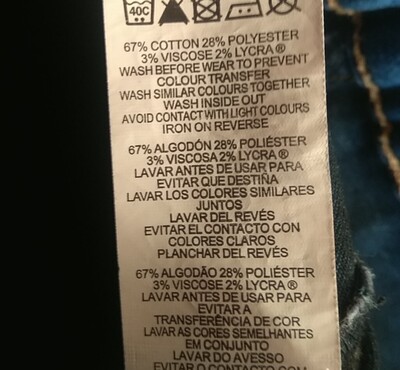 40C
67% COTTON 28% POLYESTER
3% VISCOSE 2% LYCRA ®
WASH BEFORE WEAR TO PREVENT
COLOUR TRANSFER
WASH SIMILAR COLOURS TOGETHER
WASH INSIDE OUT
AVOID CONTACT WITH LIGHT COLOURS
IRON ON REVERSE
67% ALGODÓN 28% POLIÉSTER
3% VISCOSA 2% LYCRA ®
LAVAR ANTES DE USAR PARA
EVITAR QUE DESTIÑA
LAVAR LOS COLORES SIMILARES
JUNTOS
LAVAR DEL REVÉS
EVITAR EL CONTACTO CON
COLORES CLAROS
PLANCHAR DEL REVÉS
67% ALGODÃO 28% POLIÉSTER
3% VISCOSE 2% LYCRA ®
LAVAR ANTES DE USAR PARA
EVITAR A
TRANSFERÊNCIA DE COR
LAVAR AS CORES SEMELHANTES
EM CONJUNTO
LAVAR DO AVESSO
EVITAR O CONTACTO COM